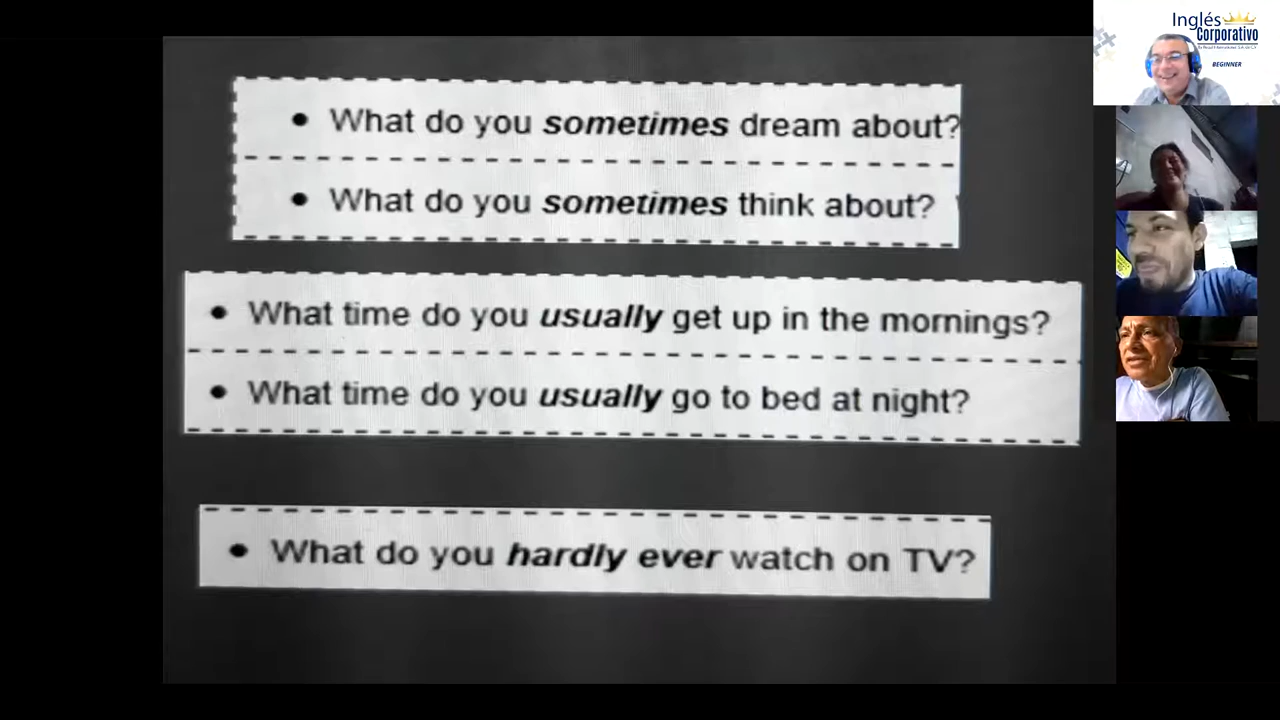 • What do you sometimes dream about?
• What do you sometimes think about?
• What time do you usually get up in the mornings?
• What time do you usually go to bed at night?
• What do you hardly ever watch on TV?
Inglés
Corporativo
BEGINNER